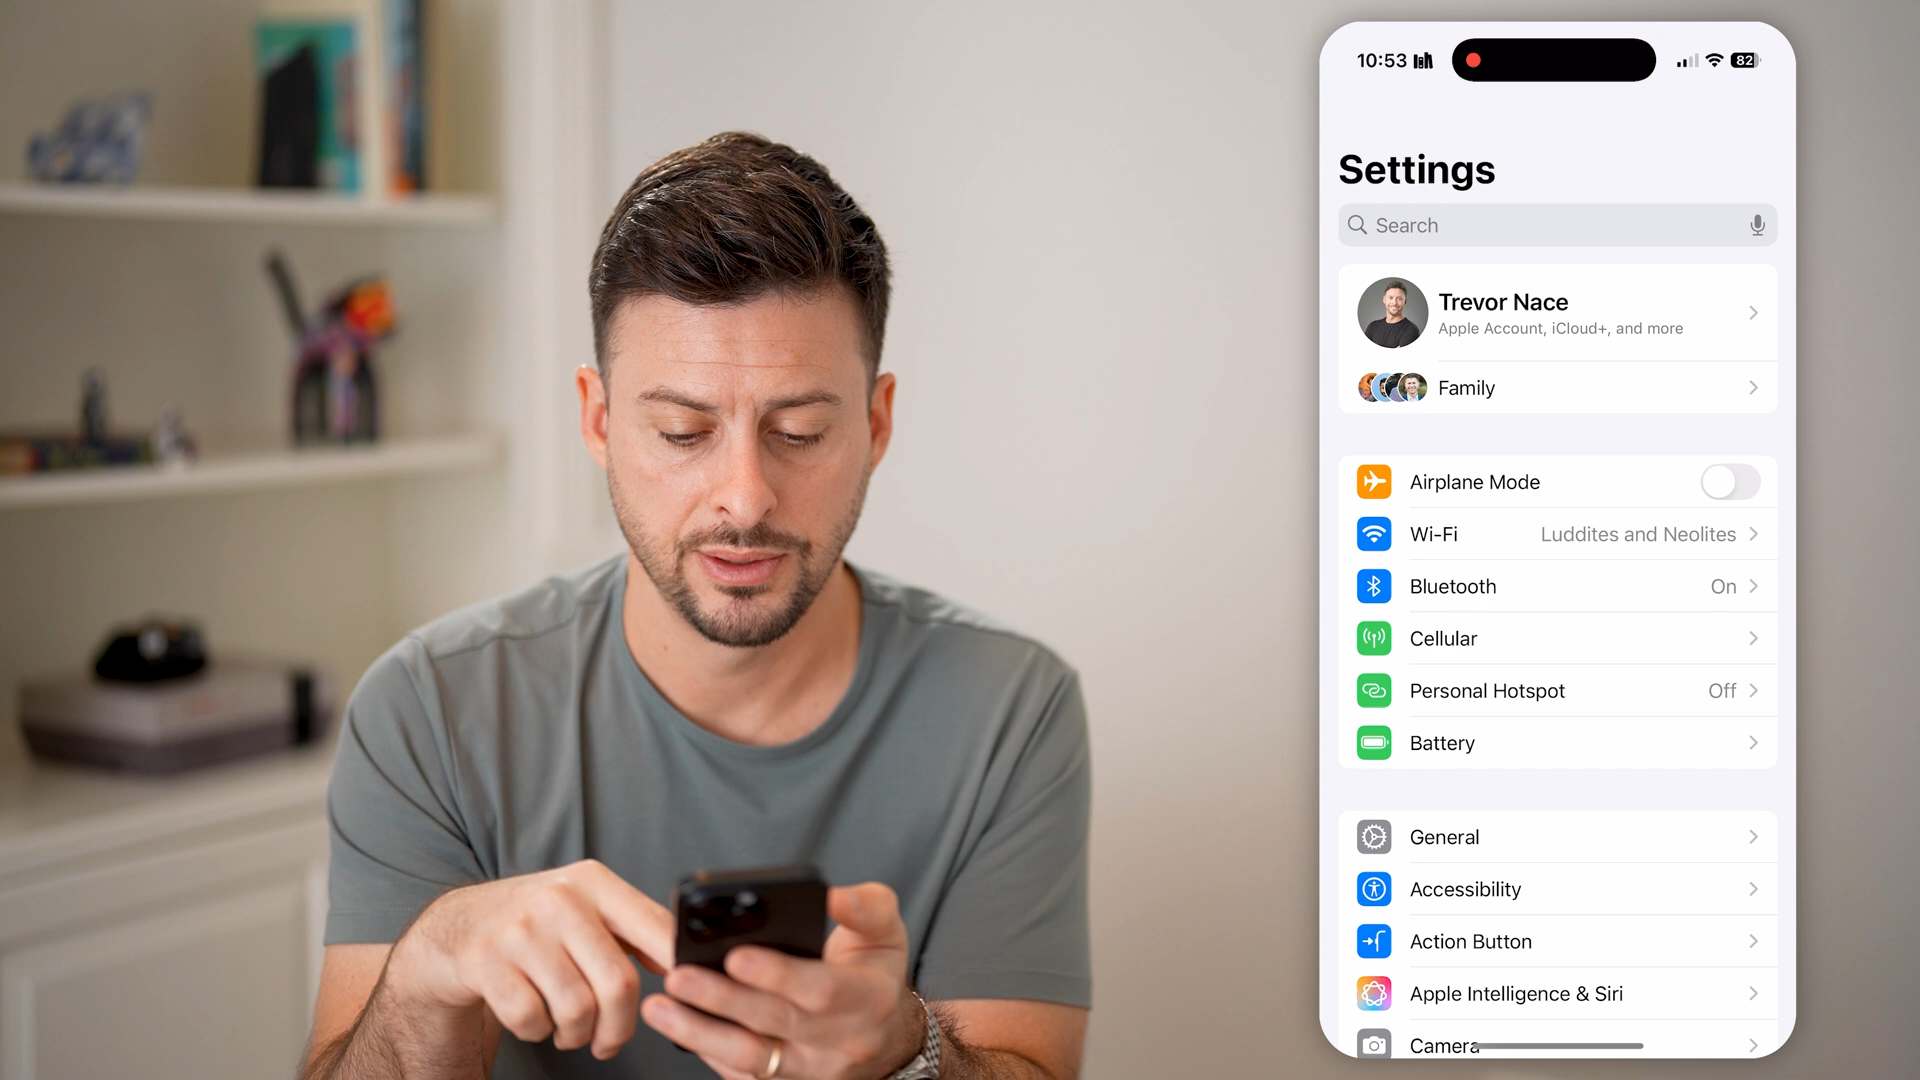 10:53
82
Settings
Search
Trevor Nace
Apple Account, iCloud+, and more
Family
Airplane Mode
Wi-Fi Luddites and Neolites
Bluetooth On
Cellular
Personal Hotspot Off
Battery
General
Accessibility
Action Button
Apple Intelligence & Siri
Camera